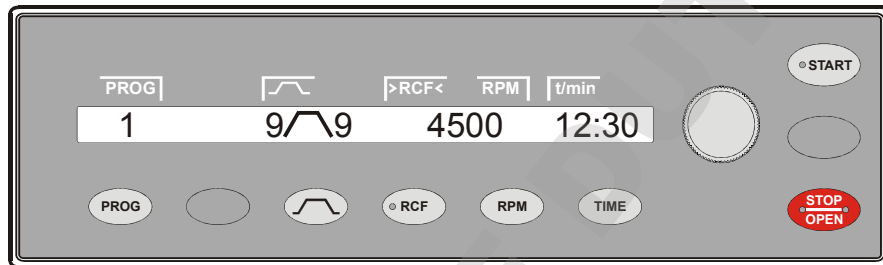 START
PROG >RCF< RPM t/min
1 9 9 4500 12:30
PROG RCF RPM TIME
STOP
OPEN